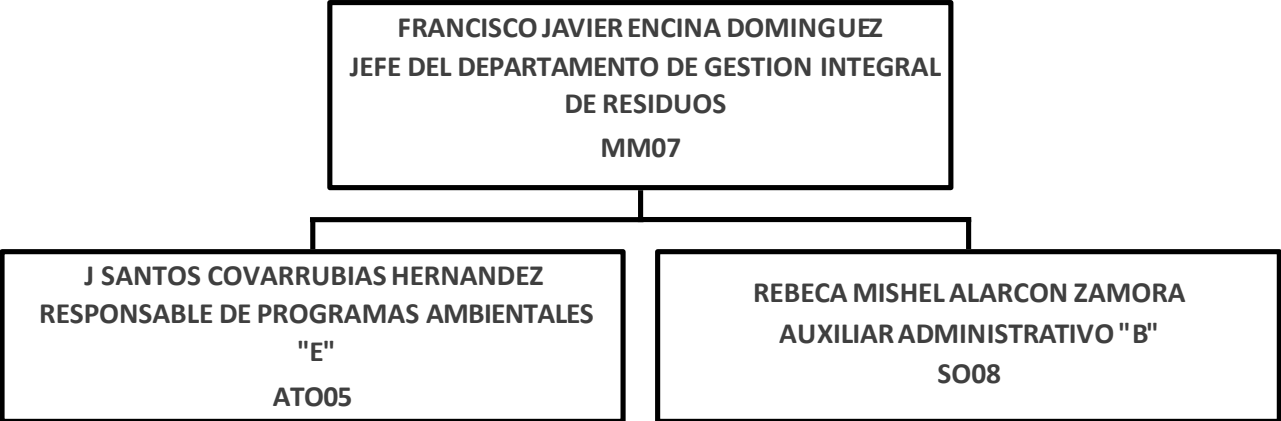 FRANCISCO JAVIER ENCINA DOMINGUEZ
JEFE DEL DEPARTAMENTO DE GESTION INTEGRAL
DE RESIDUOS
MM07
J SANTOS COVARRUBIAS HERNANDEZ
RESPONSABLE DE PROGRAMAS AMBIENTALES
"E"
ATO05
REBECA MISHEL ALARCON ZAMORA
AUXILIAR ADMINISTRATIVO "B"
SO08